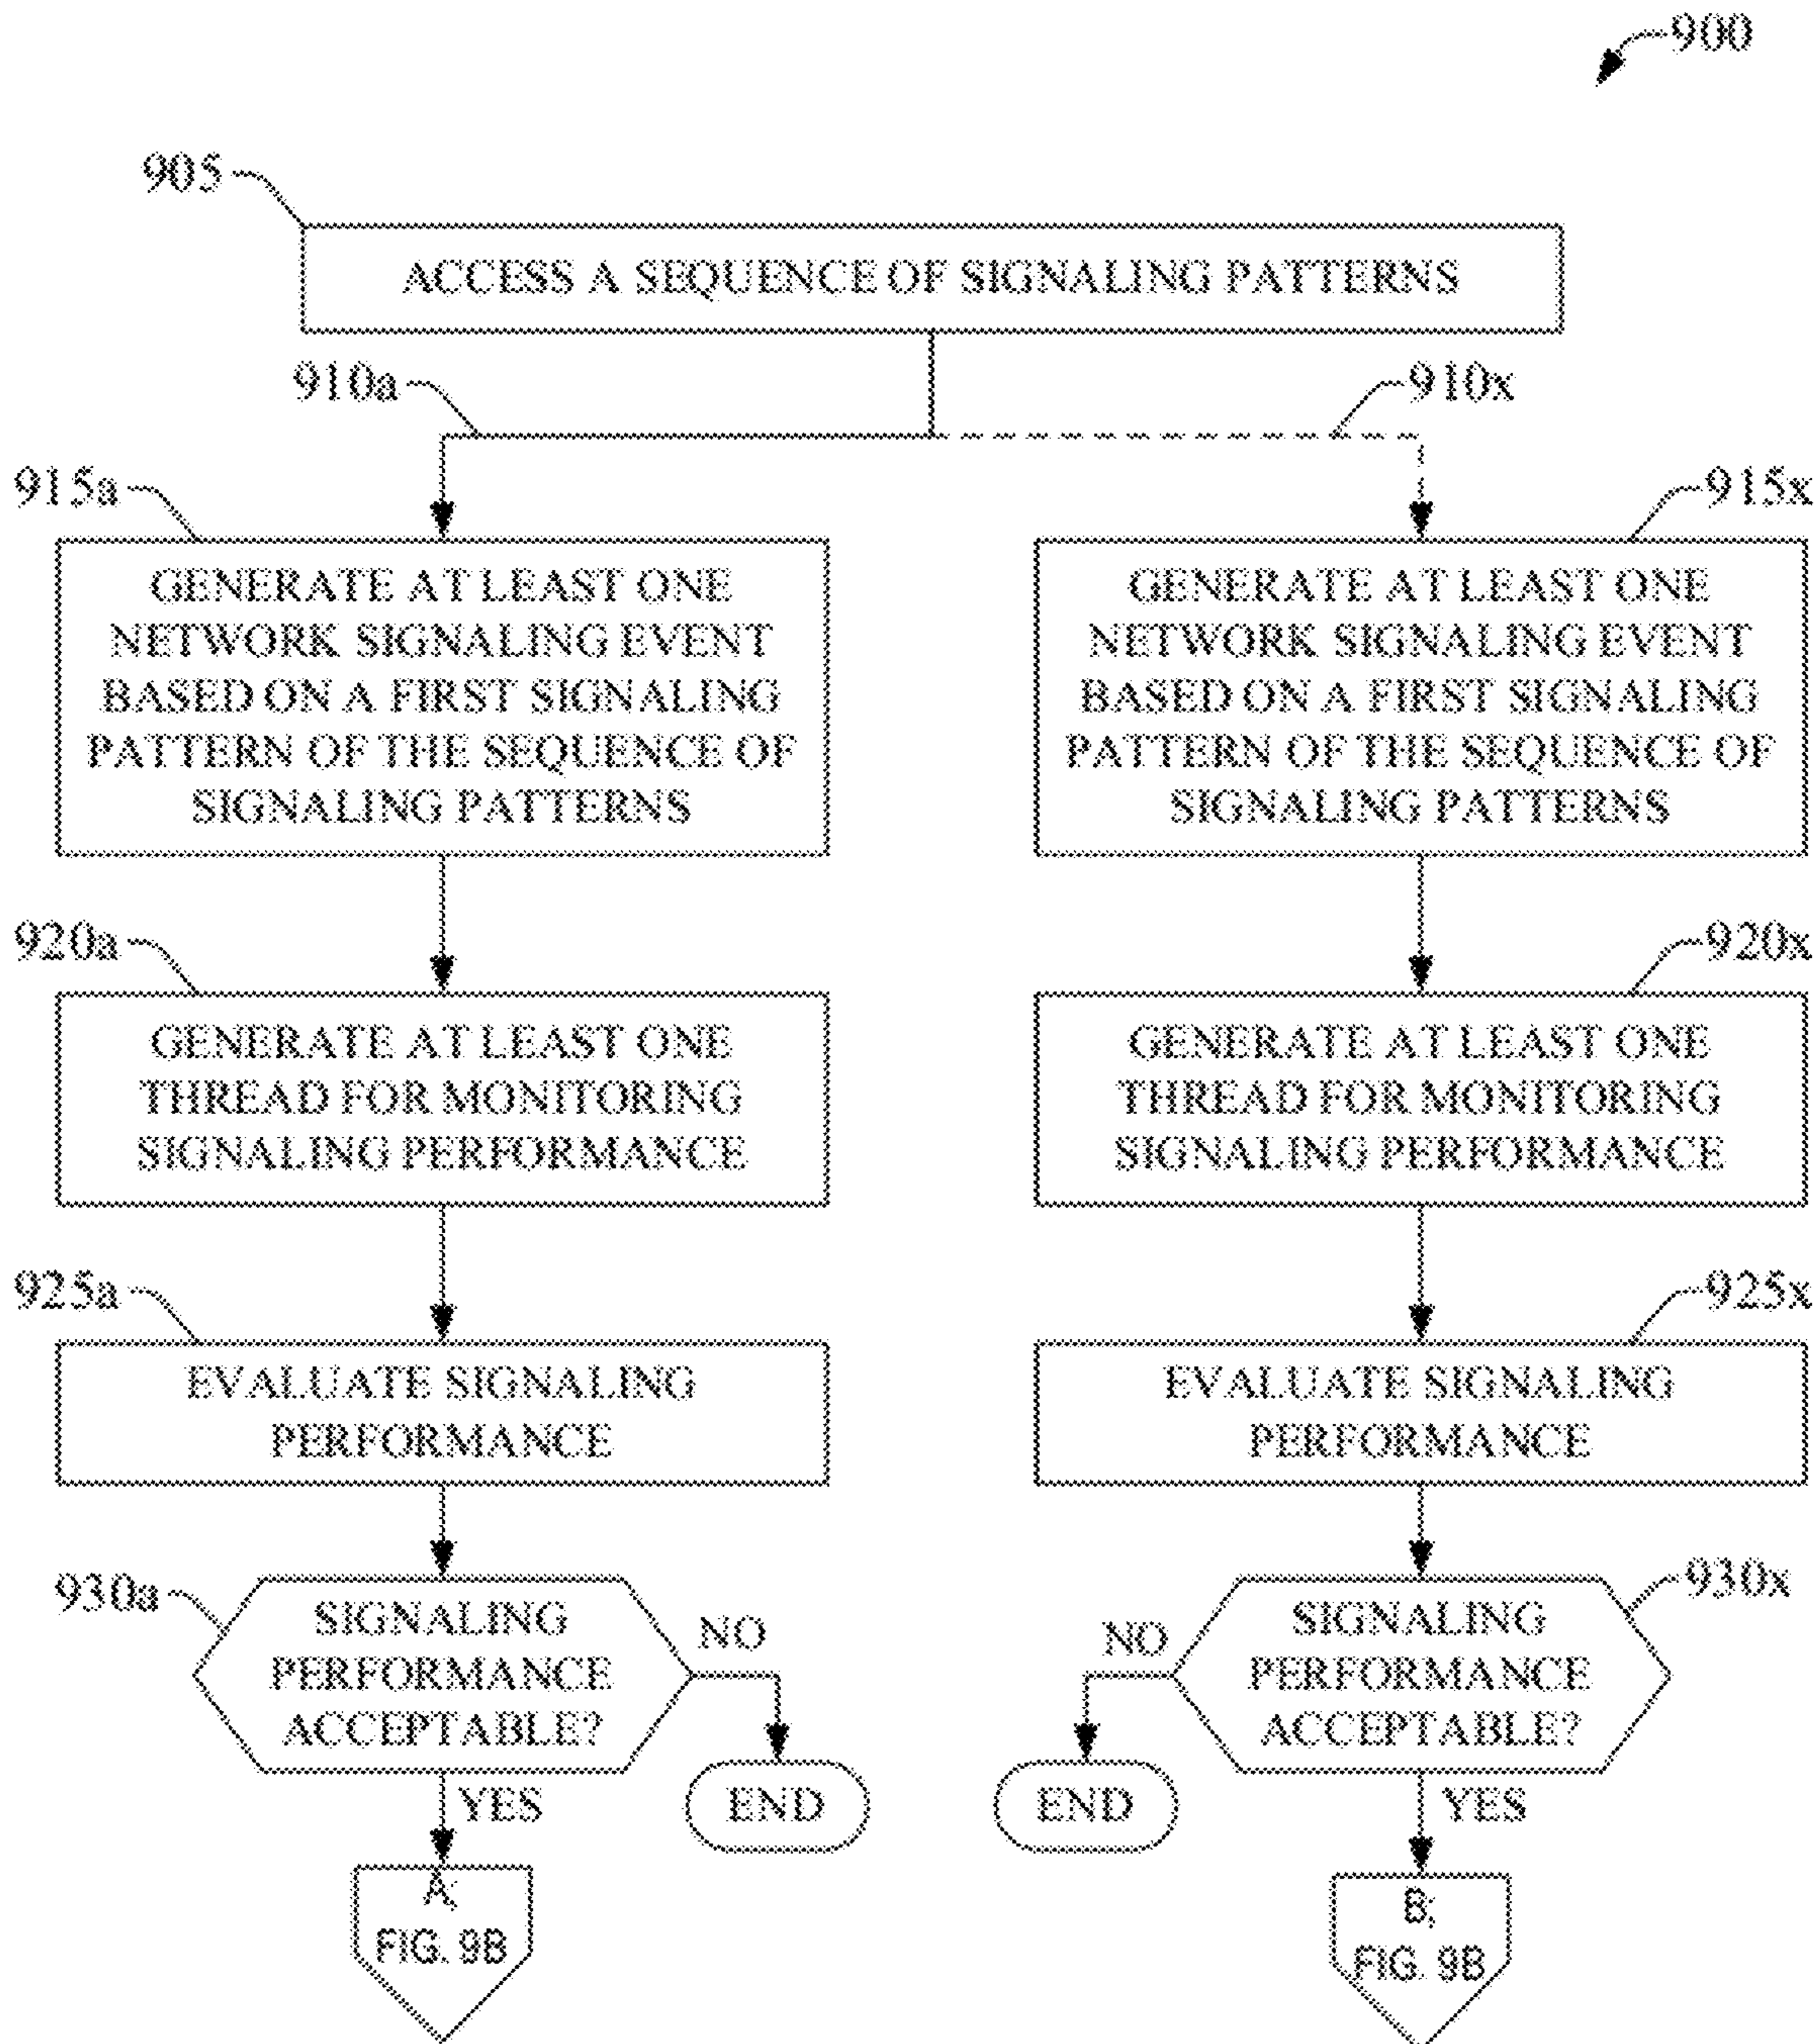 900
905
ACCESS A SEQUENCE OF SIGNALING PATTERNS
910a
910x
915a
915x
GENERATE AT LEAST ONE
NETWORK SIGNALING EVENT
BASED ON A FIRST SIGNALING
PATTERN OF THE SEQUENCE OF
SIGNALING PATTERNS
GENERATE AT LEAST ONE
NETWORK SIGNALING EVENT
BASED ON A FIRST SIGNALING
PATTERN OF THE SEQUENCE OF
SIGNALING PATTERNS
920a
920x
GENERATE AT LEAST ONE
THREAD FOR MONITORING
SIGNALING PERFORMANCE
GENERATE AT LEAST ONE
THREAD FOR MONITORING
SIGNALING PERFORMANCE
925a
925x
EVALUATE SIGNALING
PERFORMANCE
EVALUATE SIGNALING
PERFORMANCE
930a
930x
SIGNALING
PERFORMANCE
ACCEPTABLE?
NO
NO
SIGNALING
PERFORMANCE
ACCEPTABLE?
YES
END
END
YES
A;
FIG. 9B
B;
FIG. 9B